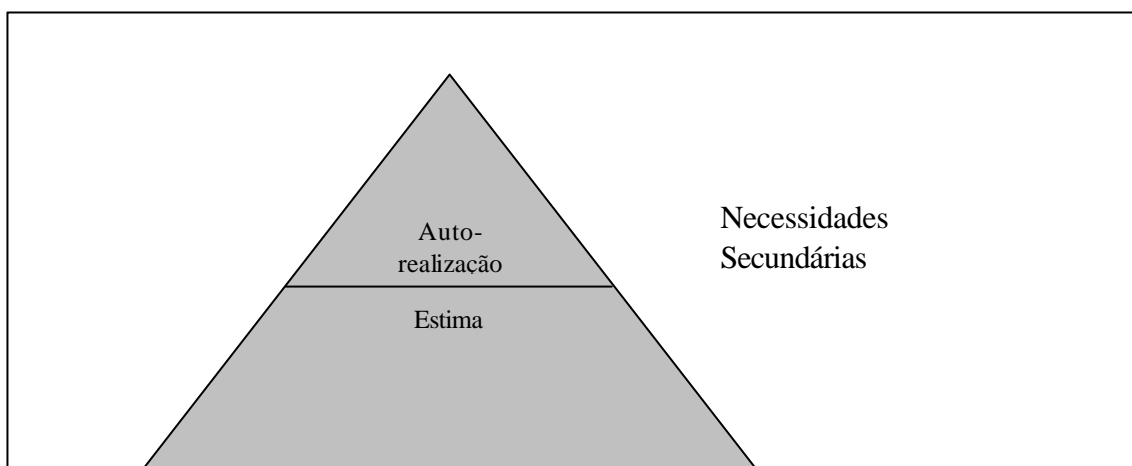 Auto-
realização
Necessidades
Secundárias
Estima